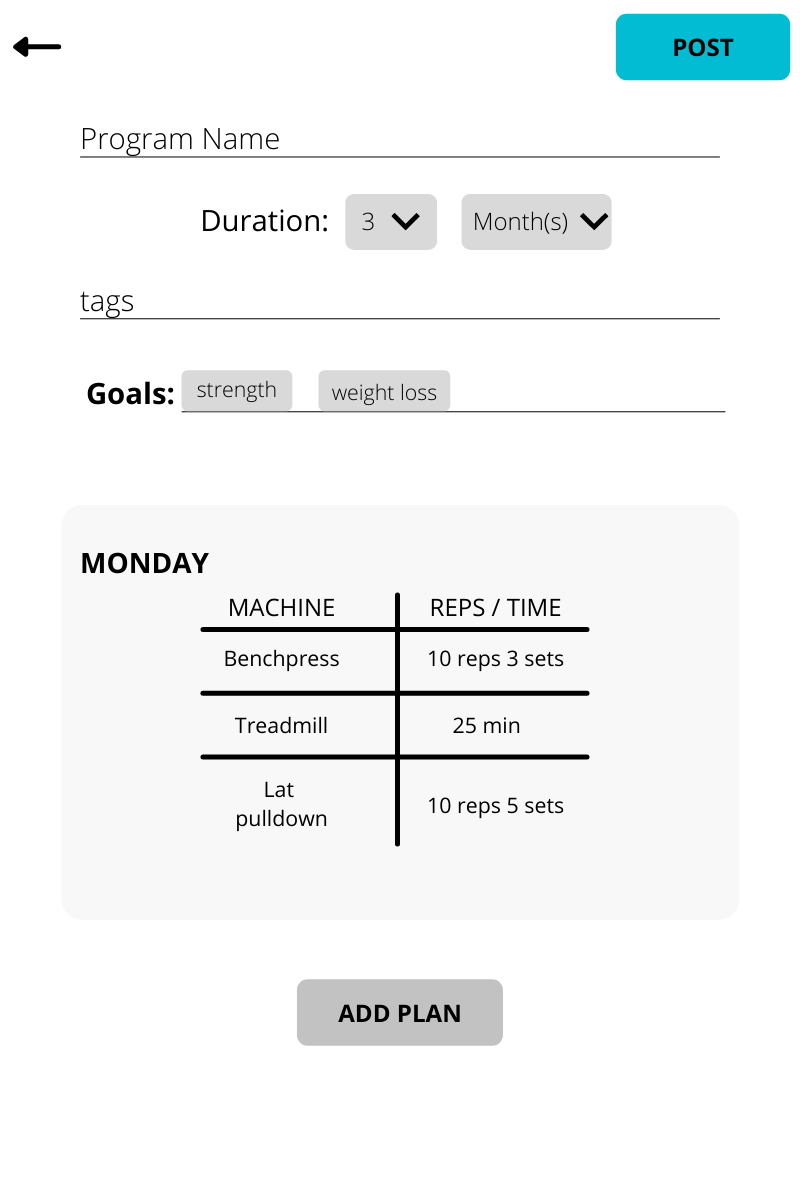 POST
Program Name
Duration: 3 Month(s)
tags
Goals: strength weight loss
MONDAY
MACHINE REPS / TIME
Benchpress 10 reps 3 sets
Treadmill 25 min
Lat
pulldown 10 reps 5 sets
ADD PLAN